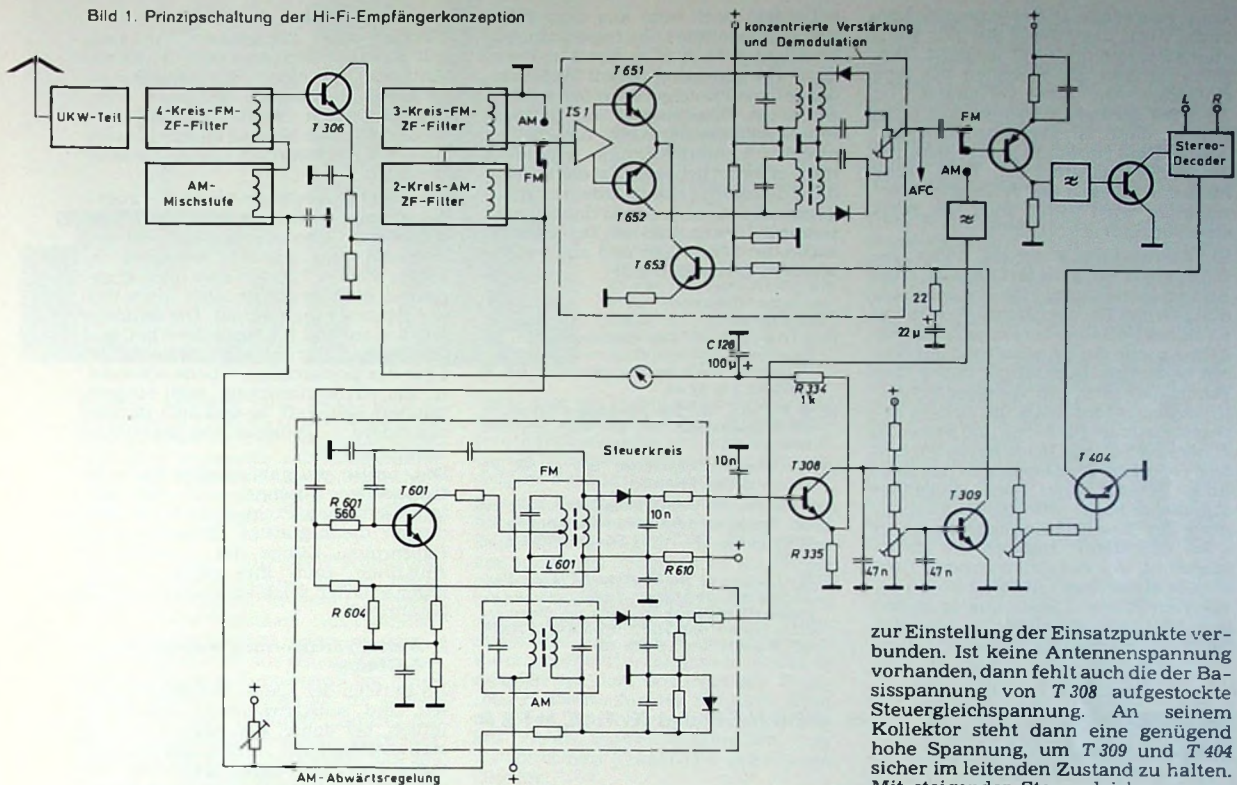 Bild 1. Prinzipschaltung der Hi-Fi-Empfängerkonzeption
+
konzentrierte Verstärkung
und Demodulation
+
UKW-Teil
4-Kreis-FM-
ZF-Filter
T 306
3-Kreis-FM-
ZF-Filter
AM
FM
IS 1
T 651
T 652
T 653
AFC
FM
AM
≈
≈
L
R
Stereo-
Decoder
AM-
Mischstufe
2-Kreis-AM-
ZF-Filter
22
+
22 µ
C 126
100 µ
+
R 334
1k
Steuerkreis
FM
10n
T 308
+
T 404
R 601
560
T 601
10n
T 309
L 601
R 610
+
R 335
47n
47n
R 604
AM
+
AM-Abwärtsregelung
+
zur Einstellung der Einsatzpunkte ver-
bunden. Ist keine Antennenspannung
vorhanden, dann fehlt auch die der Ba-
sisspannung von T 308 aufgestockte
Steuergleichspannung. An seinem
Kollektor steht dann eine genügend
hohe Spannung, um T 309 und T 404
sicher im leitenden Zustand zu halten.